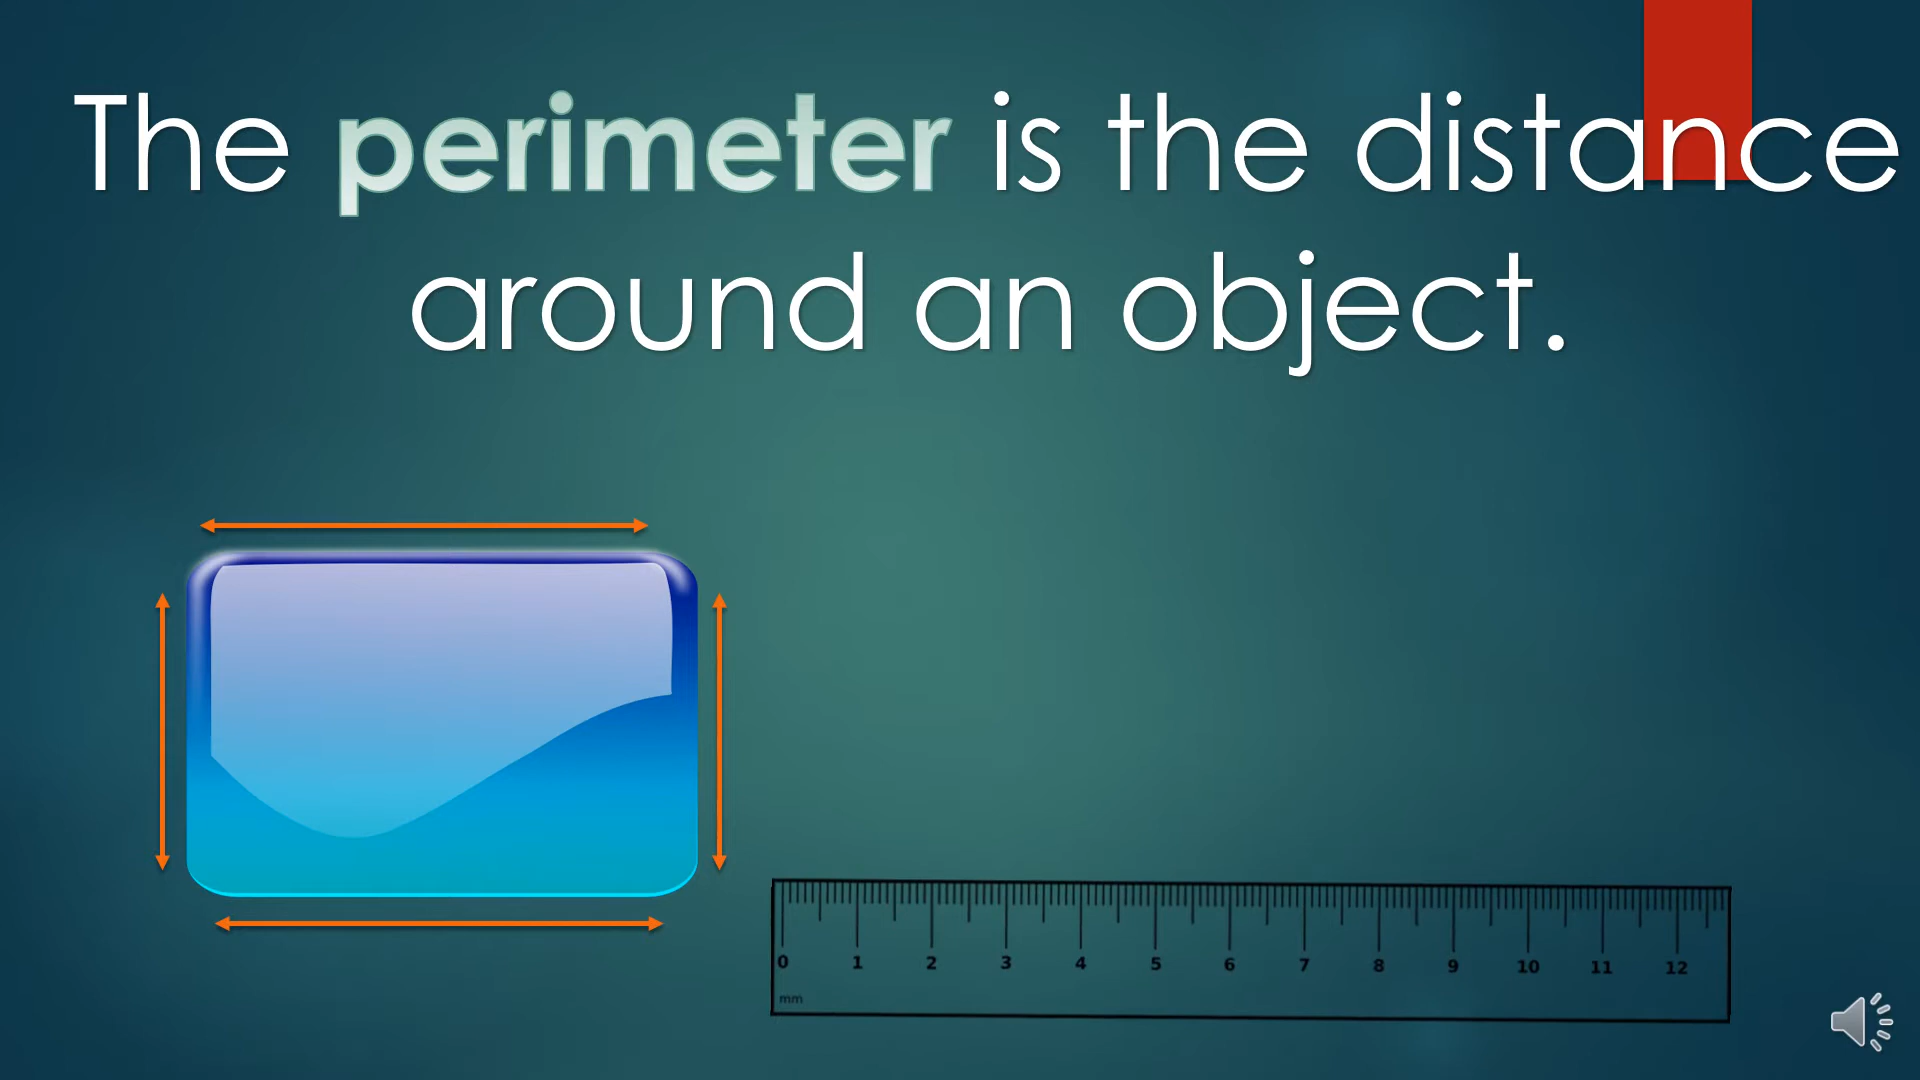 The perimeter is the distance
around an object.
0 1 2 3 4 5 6 7 8 9 10 11 12
mm